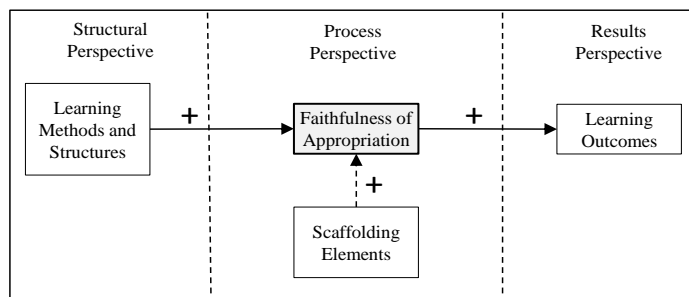 Structural
Perspective
Process
Perspective
Results
Perspective
Learning
Methods and
Structures
+
Faithfulness of
Appropriation
+
Learning
Outcomes
+
Scaffolding
Elements